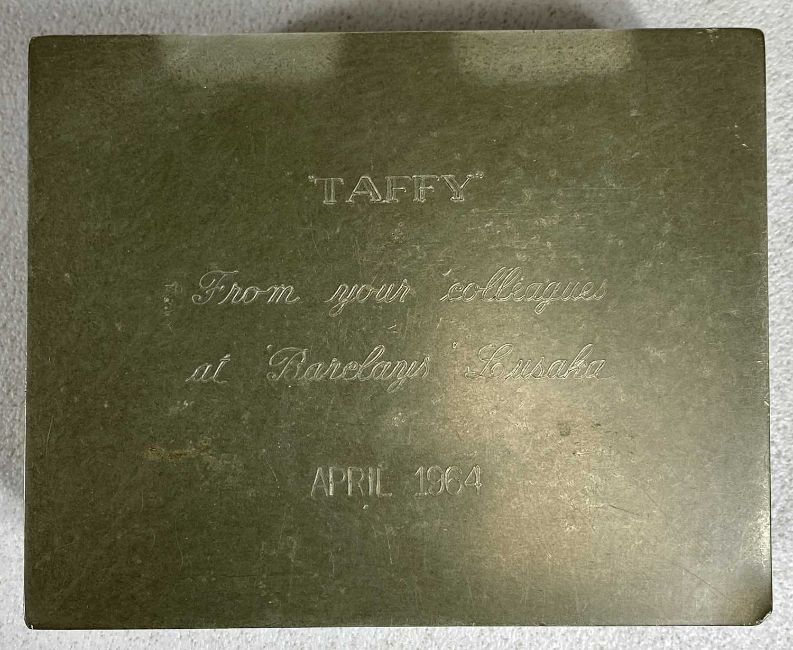 "TAFFY"
From your colleagues
at 'Barclays' Lusaka
APRIL 1964